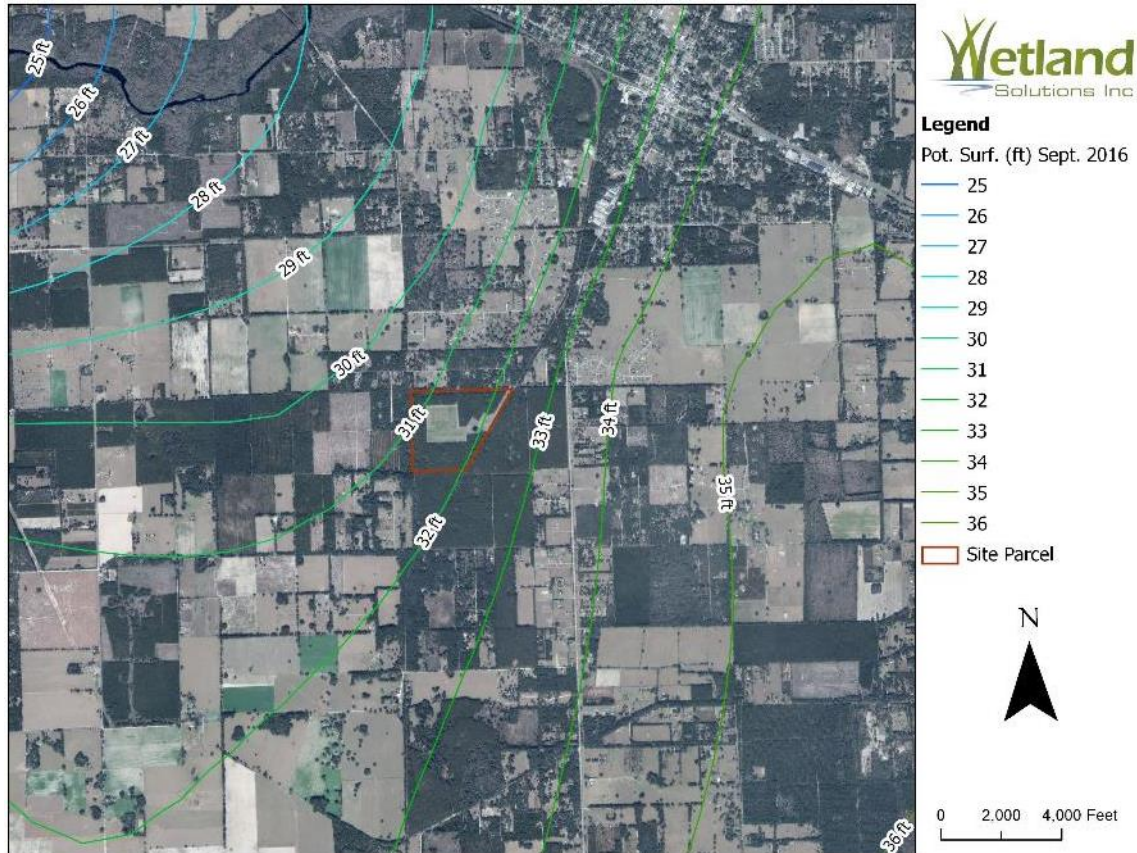 25 ft
26 ft
27 ft
28 ft
29 ft
30 ft
31 ft
32 ft
33 ft
34 ft
35 ft
36 ft
Wetland
Solutions Inc
Legend
Pot. Surf. (ft) Sept. 2016
25
26
27
28
29
30
31
32
33
34
35
36
Site Parcel
N
0 2,000 4,000 Feet